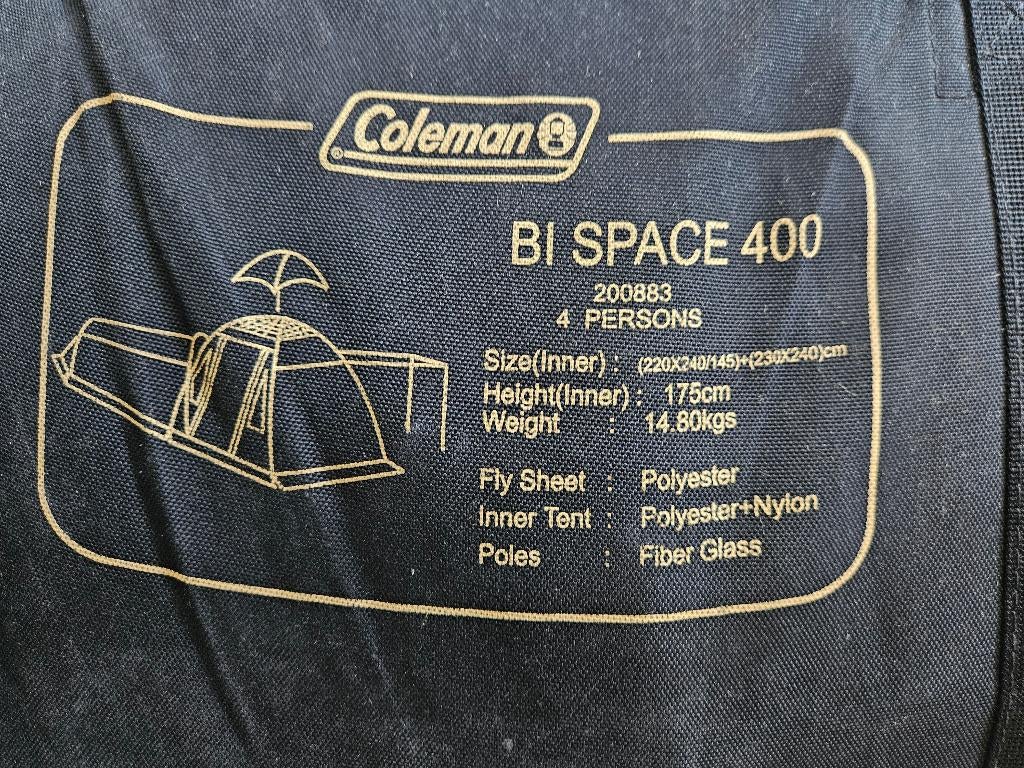 Coleman
BI SPACE 400
200883
4 PERSONS
Size(Inner) : (220X240/145)+(230X240)cm
Height(Inner) : 175cm
Weight : 14.80kgs
Fly Sheet : Polyester
Inner Tent : Polyester+Nylon
Poles : Fiber Glass